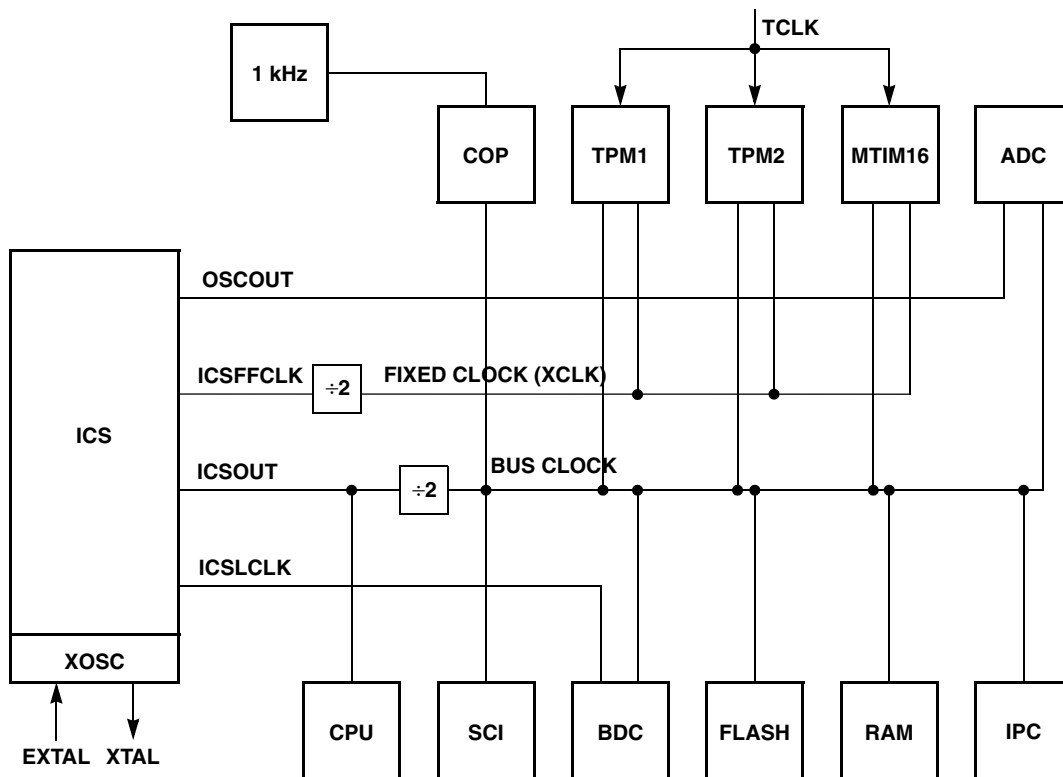 TCLK
1 kHz
COP
TPM1
TPM2
MTIM16
ADC
OSCOUT
ICSFFCLK
÷2
FIXED CLOCK (XCLK)
ICS
ICSOUT
÷2
BUS CLOCK
ICSLCLK
XOSC
EXTAL
XTAL
CPU
SCI
BDC
FLASH
RAM
IPC